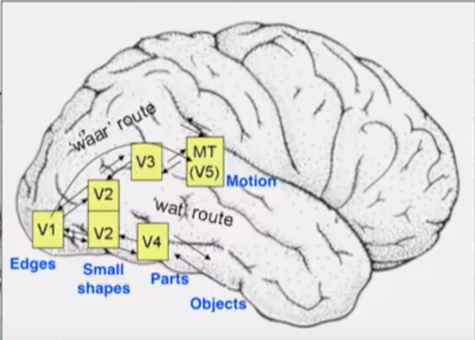 'waar' route
V3
MT
(V5)
Motion
V2
'wat' route
V1
V2
V4
Edges
Small
shapes
Parts
Objects